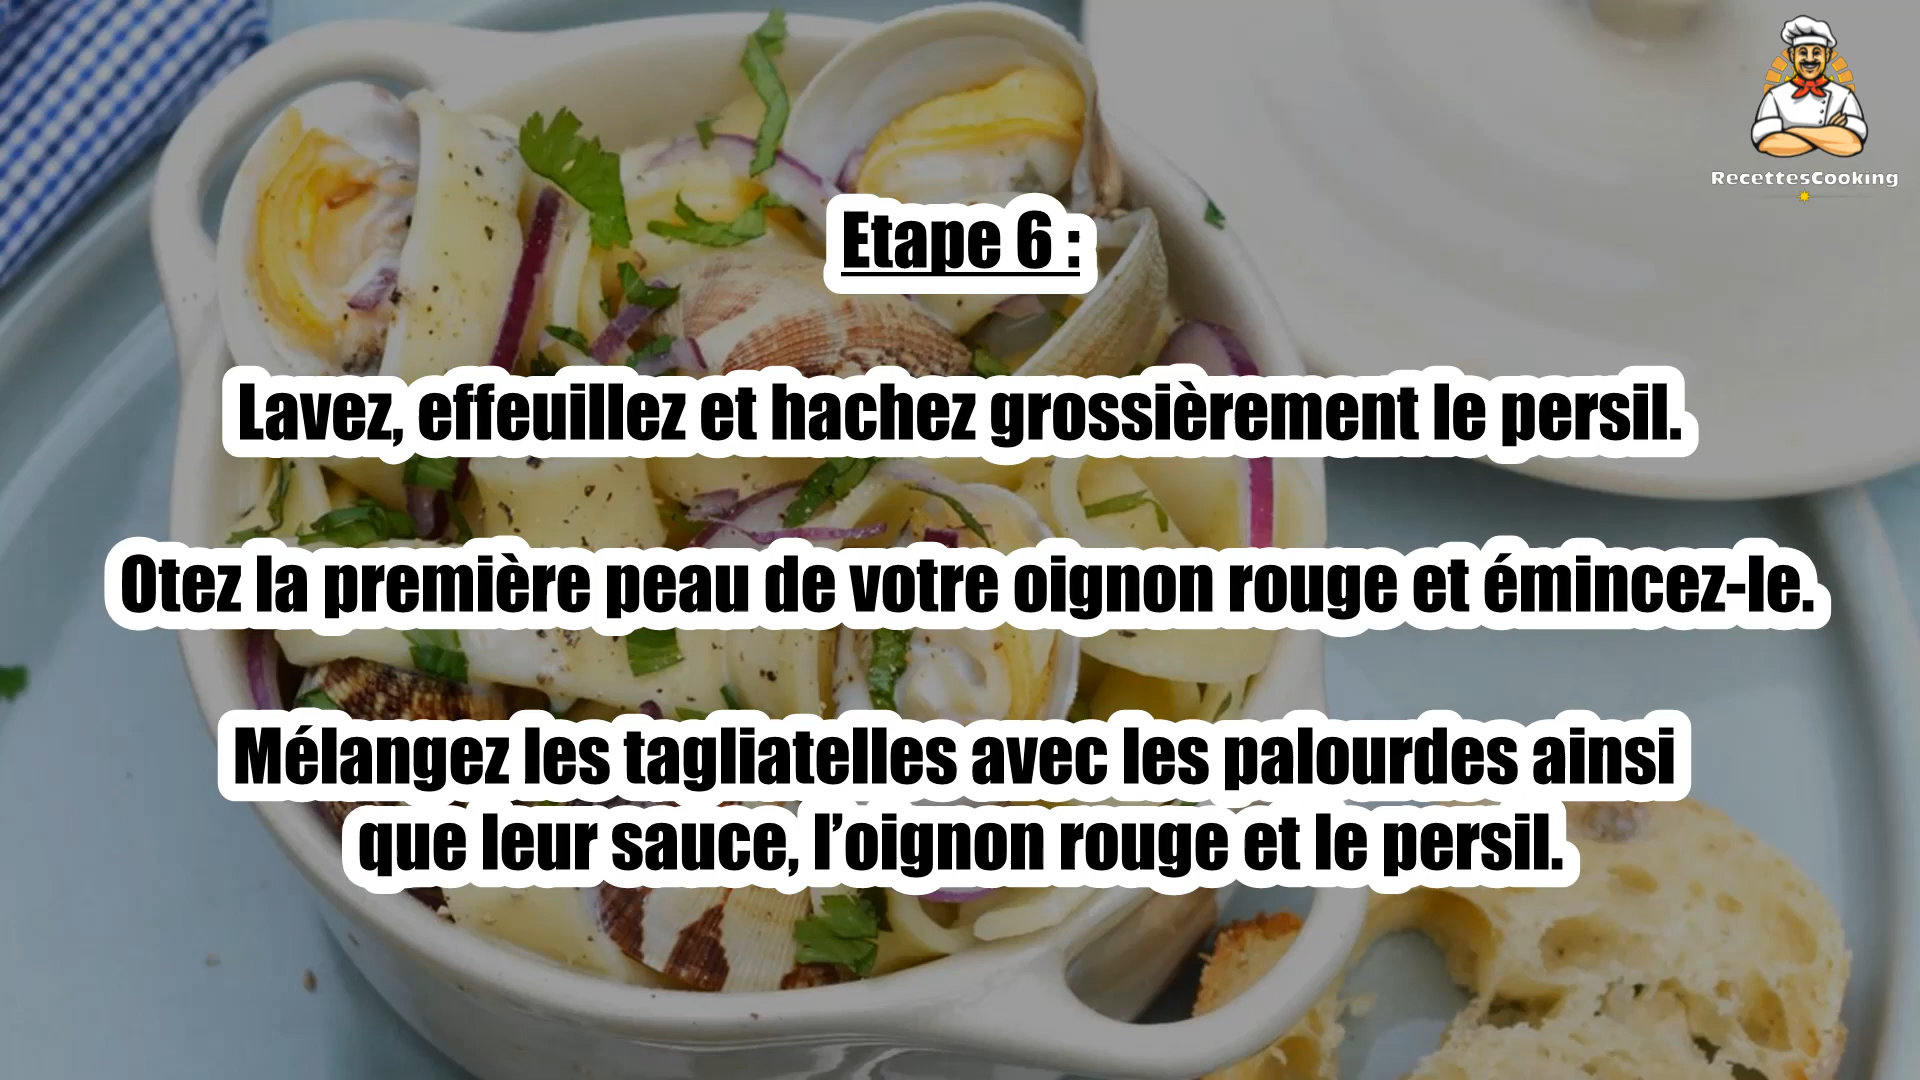 RecettesCooking
Etape 6 :
Lavez, effeuillez et hachez grossièrement le persil.
Otez la première peau de votre oignon rouge et émincez-le.
Mélangez les tagliatelles avec les palourdes ainsi
que leur sauce, l’oignon rouge et le persil.